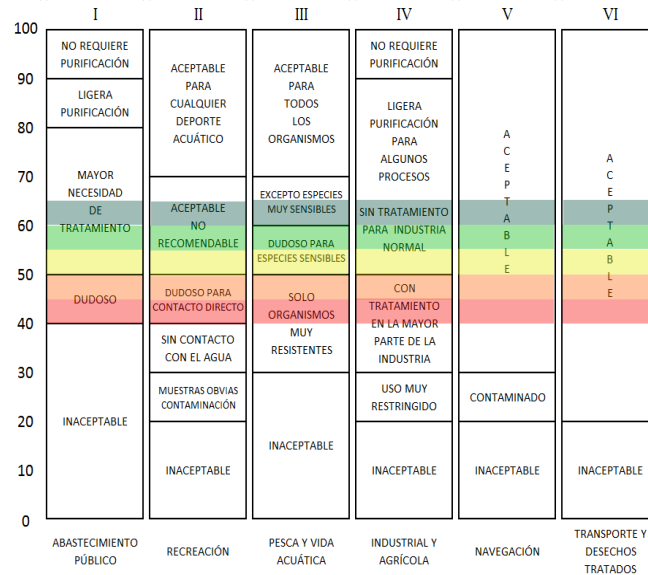 I
II
III
IV
V
VI
100
90
80
70
60
50
40
30
20
10
0
NO REQUIERE
PURIFICACIÓN
LIGERA
PURIFICACIÓN
MAYOR
NECESIDAD
DE
TRATAMIENTO
DUDOSO
INACEPTABLE
ABASTECIMIENTO
PÚBLICO
ACEPTABLE
PARA
CUALQUIER
DEPORTE
ACUÁTICO
ACEPTABLE
NO
RECOMENDABLE
DUDOSO PARA
CONTACTO DIRECTO
SIN CONTACTO
CON EL AGUA
MUESTRAS OBVIAS
CONTAMINACIÓN
INACEPTABLE
RECREACIÓN
ACEPTABLE
PARA
TODOS
LOS
ORGANISMOS
EXCEPTO ESPECIES
MUY SENSIBLES
DUDOSO PARA
ESPECIES SENSIBLES
SOLO
ORGANISMOS
MUY
RESISTENTES
INACEPTABLE
PESCA Y VIDA
ACUÁTICA
NO REQUIERE
PURIFICACIÓN
LIGERA
PURIFICACIÓN
PARA
ALGUNOS
PROCESOS
SIN TRATAMIENTO
PARA INDUSTRIA
NORMAL
CON
TRATAMIENTO
EN LA MAYOR
PARTE DE LA
INDUSTRIA
USO MUY
RESTRINGIDO
INACEPTABLE
INDUSTRIAL Y
AGRÍCOLA
ACEPTABLE
CONTAMINADO
INACEPTABLE
NAVEGACIÓN
ACEPTABLE
INACEPTABLE
TRANSPORTE Y
DESECHOS
TRATADOS